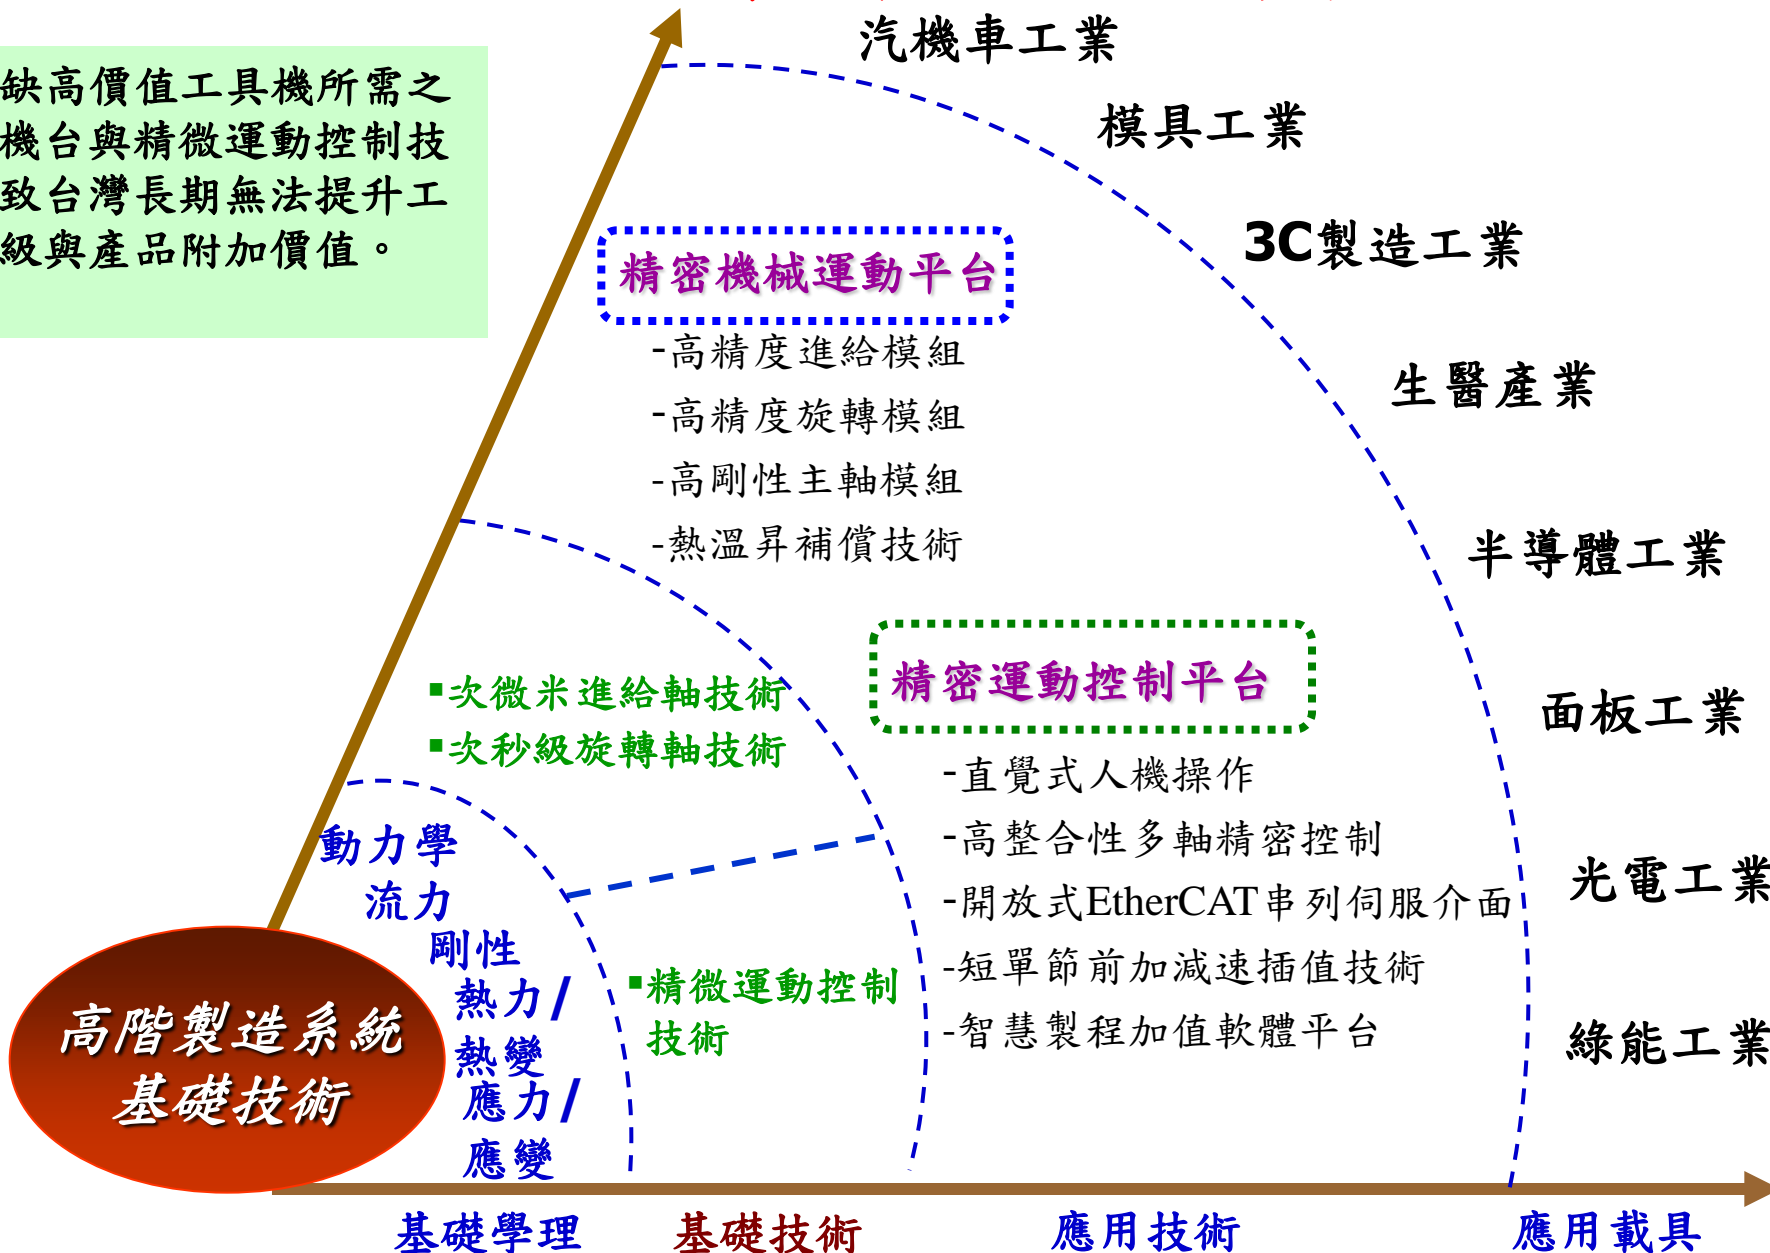 汽機車工業
缺高價值工具機所需之
機台與精微運動控制技
致台灣長期無法提升工
級與產品附加價值。
模具工業
3C製造工業
精密機械運動平台
-高精度進給模組
-高精度旋轉模組
-高剛性主軸模組
-熱溫昇補償技術
生醫產業
半導體工業
精密運動控制平台
▪次微米進給軸技術
▪次秒級旋轉軸技術
面板工業
-直覺式人機操作
-高整合性多軸精密控制
-開放式EtherCAT串列伺服介面
-短單節前加減速插值技術
-智慧製程加值軟體平台
光電工業
綠能工業
動力學
流力
剛性
熱力/
熱變
應力/
應變
▪精微運動控制
技術
高階製造系統
基礎技術
基礎學理
基礎技術
應用技術
應用載具